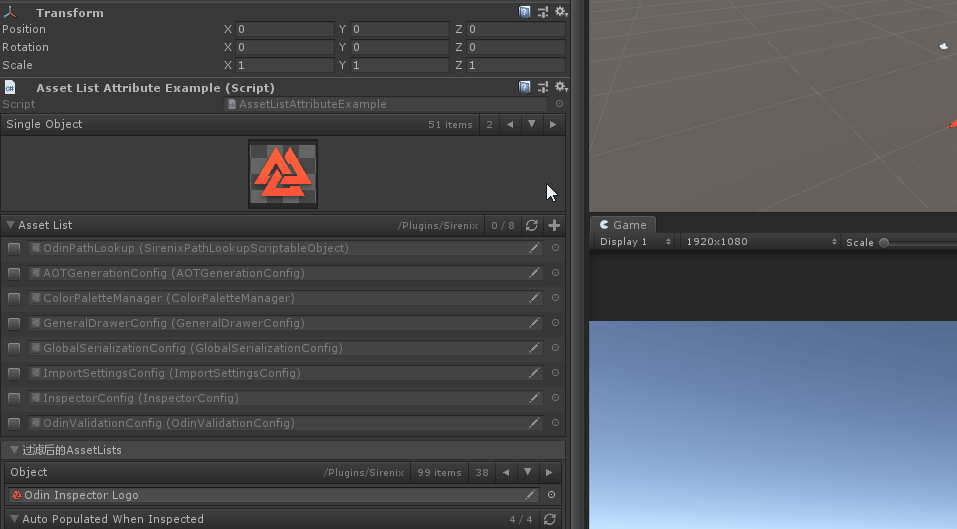 Transform
Position X 0 Y 0 Z 0
Rotation X 0 Y 0 Z 0
Scale X 1 Y 1 Z 1
Asset List Attribute Example (Script)
Script AssetListAttributeExample
Single Object 51 items 2
Asset List /Plugins/Sirenix 0 / 8
OdinPathLookup (SirenixPathLookupScriptableObject)
AOTGenerationConfig (AOTGenerationConfig)
ColorPaletteManager (ColorPaletteManager)
GeneralDrawerConfig (GeneralDrawerConfig)
GlobalSerializationConfig (GlobalSerializationConfig)
ImportSettingsConfig (ImportSettingsConfig)
InspectorConfig (InspectorConfig)
OdinValidationConfig (OdinValidationConfig)
过滤后的AssetLists
Object /Plugins/Sirenix 99 items 38
Odin Inspector Logo
Auto Populated When Inspected 4 / 4
Game
Display 1 1920x1080 Scale